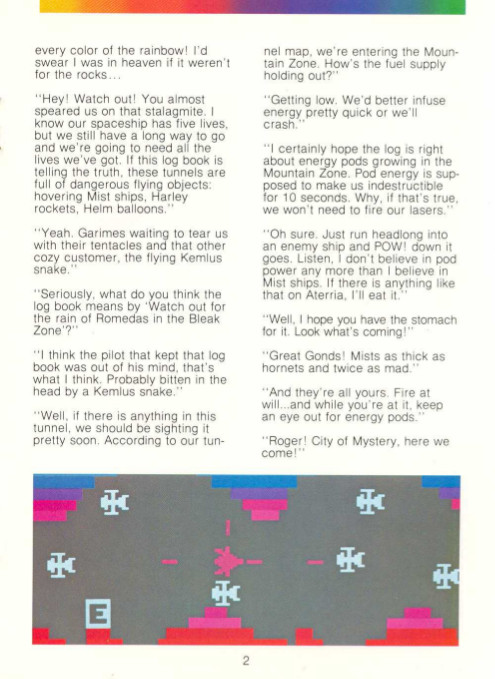 every color of the rainbow! I'd
swear I was in heaven if it weren't
for the rocks...
"Hey! Watch out! You almost
speared us on that stalagmite. I
know our spaceship has five lives,
but we still have a long way to go
and we're going to need all the
lives we've got. If this log book is
telling the truth, these tunnels are
full of dangerous flying objects:
hovering Mist ships, Harley
rockets, Helm balloons."
"Yeah. Garimes waiting to tear us
with their tentacles and that other
cozy customer, the flying Kemlus
snake."
"Seriously, what do you think the
log book means by 'Watch out for
the rain of Romedas in the Bleak
Zone'?"
"I think the pilot that kept that log
book was out of his mind, that's
what I think. Probably bitten in the
head by a Kemlus snake."
"Well, if there is anything in this
tunnel, we should be sighting it
pretty soon. According to our tun-
nel map, we're entering the Moun-
tain Zone. How's the fuel supply
holding out?"
"Getting low. We'd better infuse
energy pretty quick or we'll
crash."
"I certainly hope the log is right
about energy pods growing in the
Mountain Zone. Pod energy is sup-
posed to make us indestructible
for 10 seconds. Why, if that's true,
we won't need to fire our lasers."
"Oh sure. Just run headlong into
an enemy ship and POW! down it
goes. Listen, I don't believe in pod
power any more than I believe in
Mist ships. If there is anything like
that on Aterria, I'll eat it."
"Well, I hope you have the stomach
for it. Look what's coming!"
"Great Gonds! Mists as thick as
hornets and twice as mad."
"And they're all yours. Fire at
will...and while you're at it, keep
an eye out for energy pods."
"Roger! City of Mystery, here we
come!"
E
2